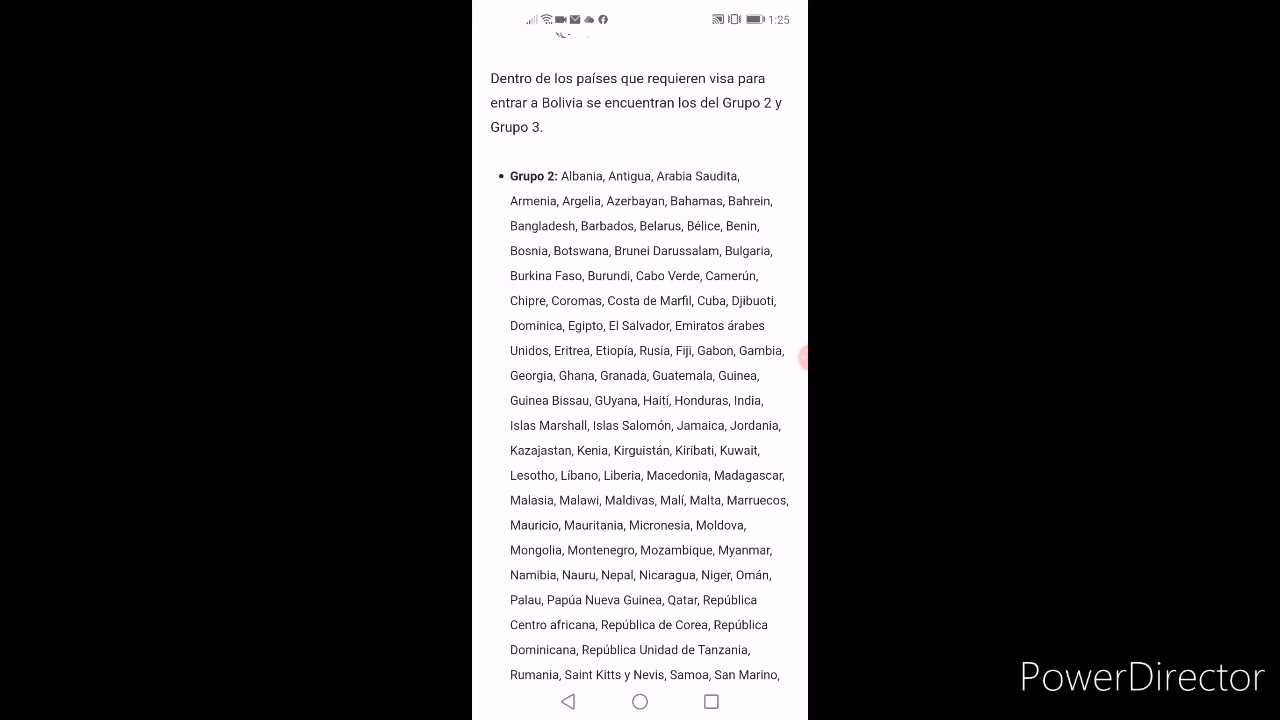 1:25
Dentro de los países que requieren visa para
entrar a Bolivia se encuentran los del Grupo 2 y
Grupo 3.
• Grupo 2: Albania, Antigua, Arabia Saudita,
Armenia, Argelia, Azerbayan, Bahamas, Bahrein,
Bangladesh, Barbados, Belarus, Bélice, Benin,
Bosnia, Botswana, Brunei Darussalam, Bulgaria,
Burkina Faso, Burundi, Cabo Verde, Camerún,
Chipre, Coromas, Costa de Marfil, Cuba, Djibuoti,
Dominica, Egipto, El Salvador, Emiratos árabes
Unidos, Eritrea, Etiopía, Rusia, Fiji, Gabon, Gambia,
Georgia, Ghana, Granada, Guatemala, Guinea,
Guinea Bissau, GUyana, Haití, Honduras, India,
Islas Marshall, Islas Salomón, Jamaica, Jordania,
Kazajastan, Kenia, Kirguistán, Kiribati, Kuwait,
Lesotho, Líbano, Liberia, Macedonia, Madagascar,
Malasia, Malawi, Maldivas, Malí, Malta, Marruecos,
Mauricio, Mauritania, Micronesia, Moldova,
Mongolia, Montenegro, Mozambique, Myanmar,
Namibia, Nauru, Nepal, Nicaragua, Niger, Omán,
Palau, Papúa Nueva Guinea, Qatar, República
Centro africana, República de Corea, República
Dominicana, República Unidad de Tanzania,
Rumania, Saint Kitts y Nevis, Samoa, San Marino,
PowerDirector